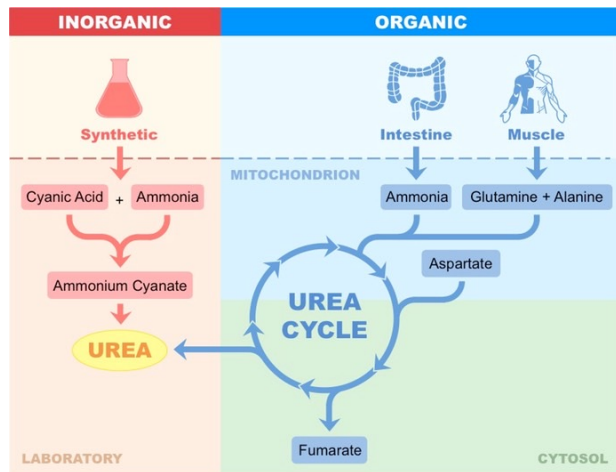 INORGANIC
ORGANIC
Synthetic
Intestine
Muscle
MITOCHONDRION
Cyanic Acid + Ammonia
Ammonia
Glutamine + Alanine
Aspartate
Ammonium Cyanate
UREA
CYCLE
UREA
Fumarate
LABORATORY
CYTOSOL